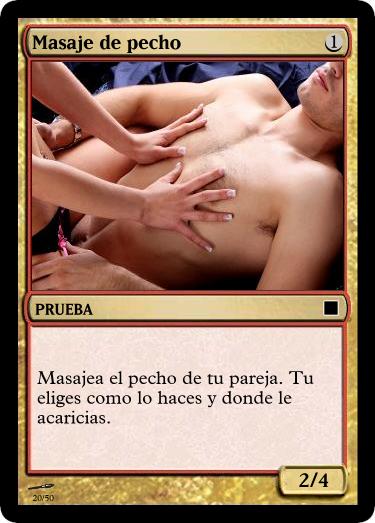 Masaje de pecho 1
PRUEBA
Masajea el pecho de tu pareja. Tu
eliges como lo haces y donde le
acaricias.
2/4
20/50